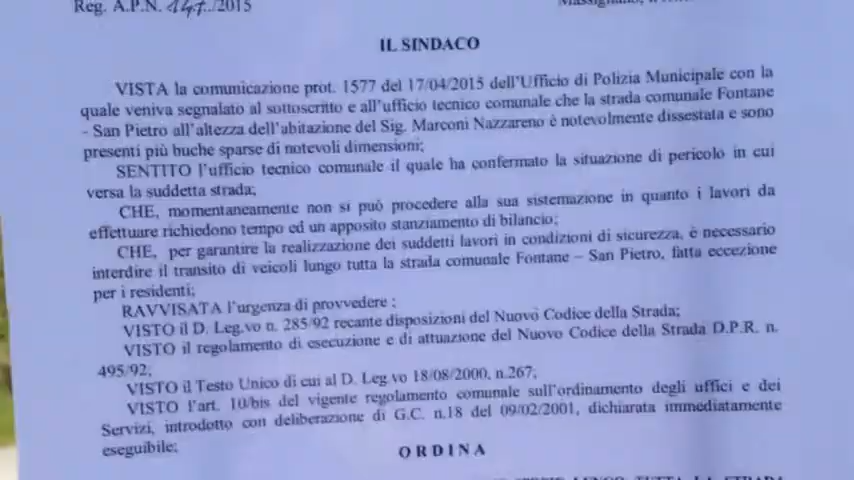 Reg. A.P.N. 147./2015
IL SINDACO
VISTA la comunicazione prot. 1577 del 17/04/2015 dell'Ufficio di Polizia Municipale con la
quale veniva segnalato al sottoscritto e all'ufficio tecnico comunale che la strada comunale Fontane
- San Pietro all'altezza dell'abitazione del Sig. Marconi Nazzareno è notevolmente dissestata e sono
presenti più buche sparse di notevoli dimensioni;
SENTITO l'ufficio tecnico comunale il quale ha confermato la situazione di pericolo in cui
versa la suddetta strada;
CHE, momentaneamente non si può procedere alla sua sistemazione in quanto i lavori da
effettuare richiedono tempo ed un apposito stanziamento di bilancio;
CHE, per garantire la realizzazione dei suddetti lavori in condizioni di sicurezza, è necessario
interdire il transito di veicoli lungo tutta la strada comunale Fontane – San Pietro, fatta eccezione
per i residenti;
RAVVISATA l'urgenza di provvedere ;
VISTO il D. Leg.vo n. 285/92 recante disposizioni del Nuovo Codice della Strada;
VISTO il regolamento di esecuzione e di attuazione del Nuovo Codice della Strada D.P.R. n.
495/92;
VISTO il Testo Unico di cui al D. Leg.vo 18/08/2000, n.267;
VISTO l'art. 10/bis del vigente regolamento comunale sull'ordinamento degli uffici e dei
Servizi, introdotto con deliberazione di G.C. n.18 del 09/02/2001, dichiarata immediatamente
eseguibile;
ORDINA